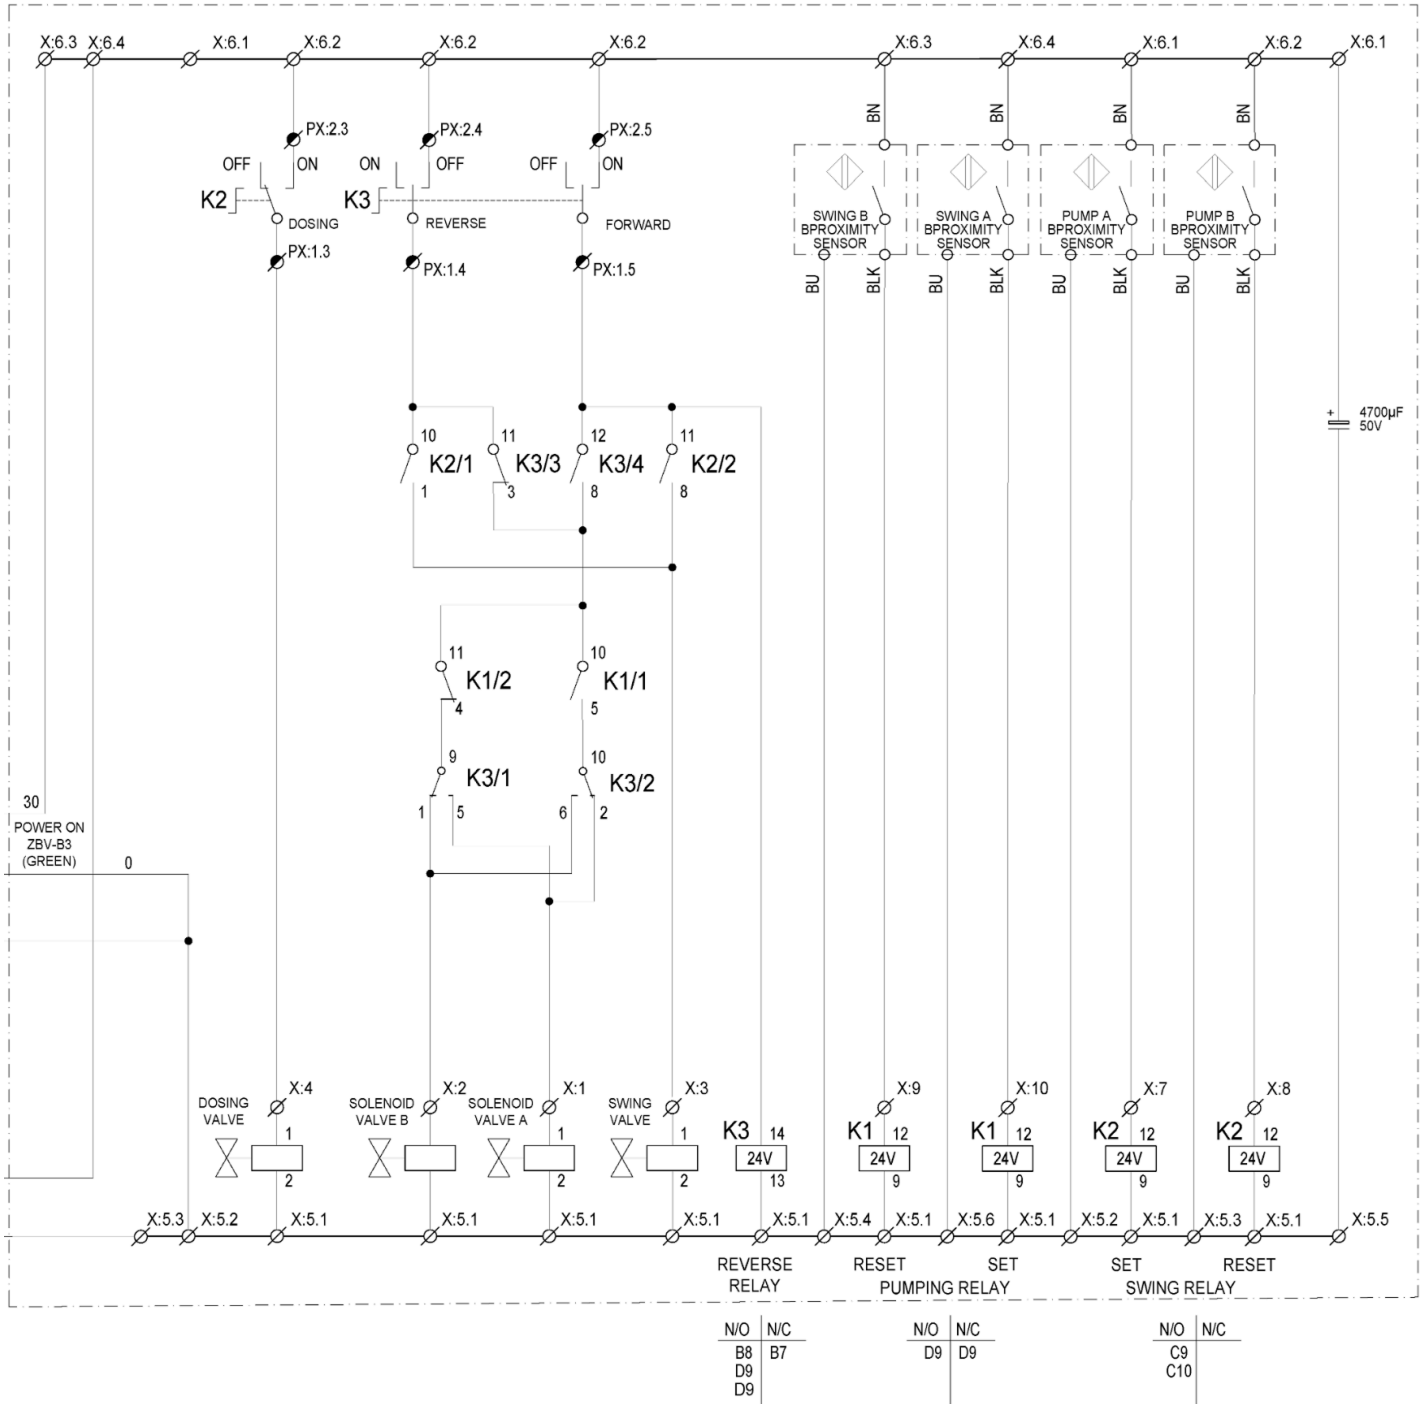 X:6.3 X:6.4 X:6.1 X:6.2 X:6.2 X:6.2 X:6.3 X:6.4 X:6.1 X:6.2 X:6.1
BN BN BN BN
PX:2.3 PX:2.4 PX:2.5
OFF ON ON OFF OFF ON
K2 K3
DOSING REVERSE FORWARD
SWING B
BPROXIMITY
SENSOR
SWING A
BPROXIMITY
SENSOR
PUMP A
BPROXIMITY
SENSOR
PUMP B
BPROXIMITY
SENSOR
PX:1.3 PX:1.4 PX:1.5
BU BLK BU BLK BU BLK BU BLK
+ 4700µF
50V
10 11 12 11
K2/1 K3/3 K3/4 K2/2
1 3 8 8
11 10
K1/2 K1/1
4 5
9 10
K3/1 K3/2
1 5 6 2
30
POWER ON
ZBV-B3
(GREEN)
0
X:4 X:2 X:1 X:3 X:9 X:10 X:7 X:8
DOSING
VALVE
SOLENOID
VALVE B
SOLENOID
VALVE A
SWING
VALVE
1 1 1 K3 14 K1 12 K1 12 K2 12 K2 12
24V 24V 24V 24V 24V
2 2 2 13 9 9 9 9
X:5.3 X:5.2 X:5.1 X:5.1 X:5.1 X:5.1 X:5.1 X:5.4 X:5.1 X:5.6 X:5.1 X:5.2 X:5.1 X:5.3 X:5.1 X:5.5
REVERSE
RELAY
RESET SET SET RESET
PUMPING RELAY SWING RELAY
N/O N/C N/O N/C N/O N/C
B8 B7 D9 D9 C9
D9 C10
D9